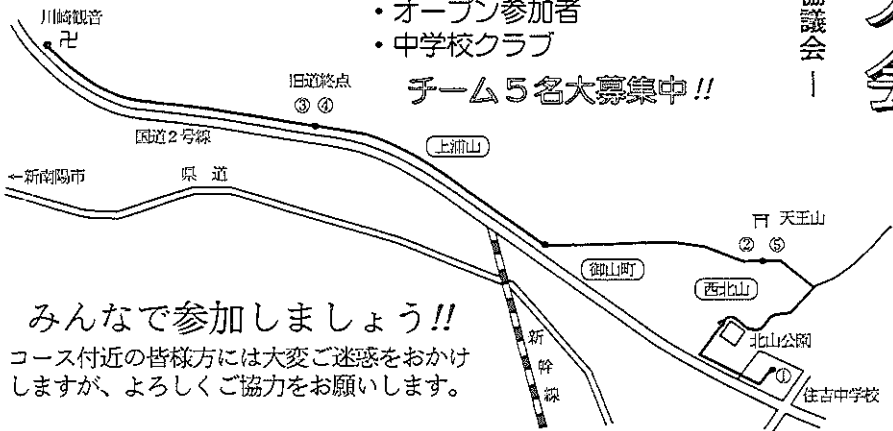 協議会 ー
・オープン参加者
・中学校クラブ
チーム5名大募集中!!
川崎観音
卍
旧道終点
③ ④
国道2号線
上浦山
←新南陽市
県道
天王山
② ⑤
御山町
西北山
新幹線
北山公園
①
住吉中学校
みんなで参加しましょう!!
コース付近の皆様方には大変ご迷惑をおかけ
しますが、よろしくご協力をお願いします。